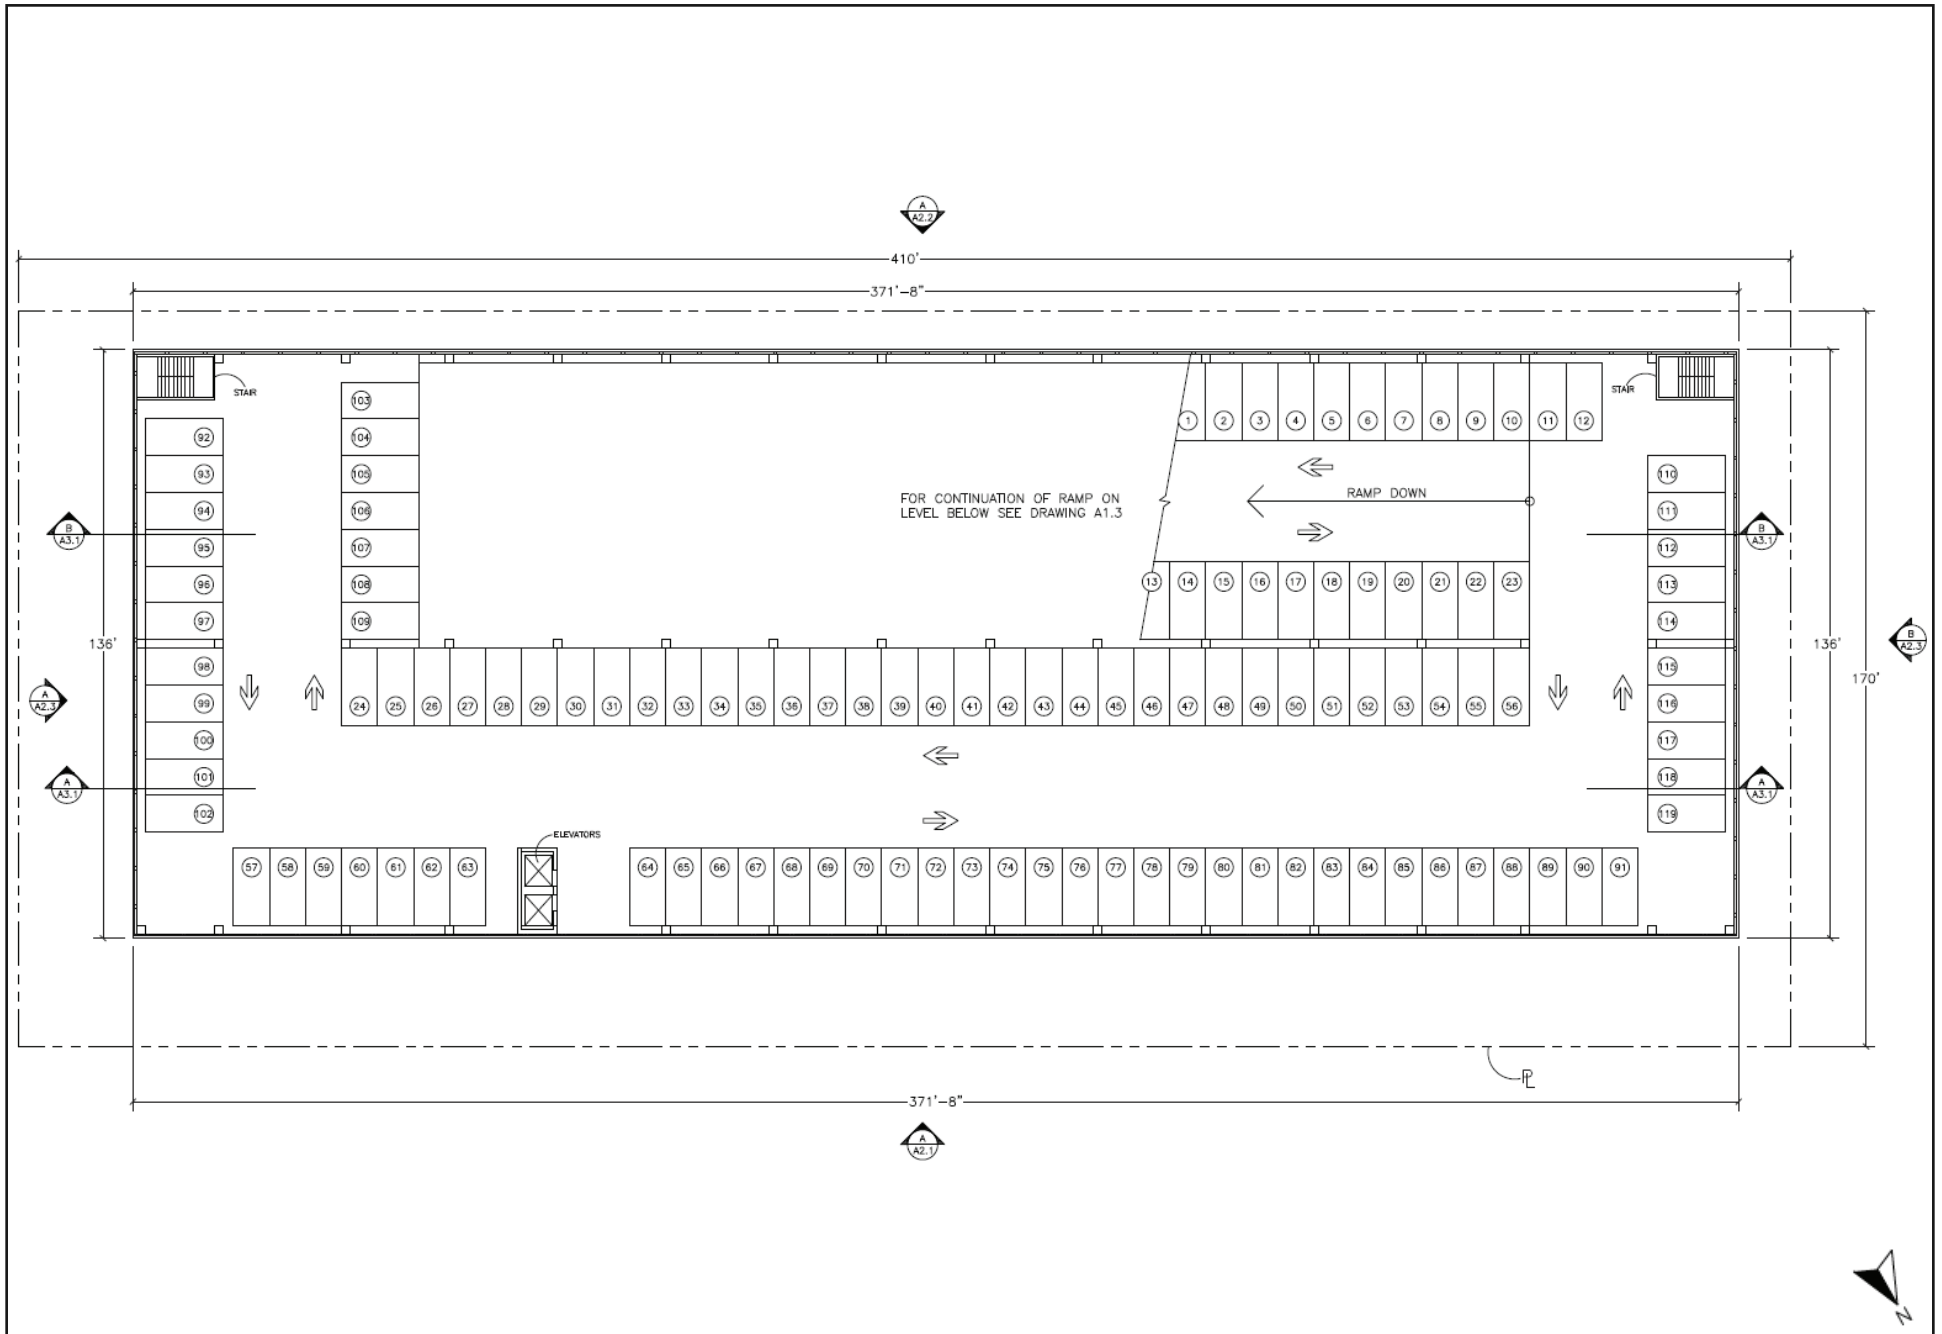 A
A2.2
410'
371'-8"
STAIR
STAIR
103
1 2 3 4 5 6 7 8 9 10 11 12
92
104
93
105
RAMP DOWN
110
94
106
FOR CONTINUATION OF RAMP ON
LEVEL BELOW SEE DRAWING A1.3
111
B
A3.1
95
107
112
B
A3.1
96
108
13 14 15 16 17 18 19 20 21 22 23
113
97
109
114
136'
136'
B
A2.3
98
115
170'
A
A2.3
99
24 25 26 27 28 29 30 31 32 33 34 35 36 37 38 39 40 41 42 43 44 45 46 47 48 49 50 51 52 53 54 55 56
116
100
117
A
A3.1
101
118
A
A3.1
102
119
ELEVATORS
57 58 59 60 61 62 63
64 65 66 67 68 69 70 71 72 73 74 75 76 77 78 79 80 81 82 83 84 85 86 87 88 89 90 91
PL
371'-8"
A
A2.1
N